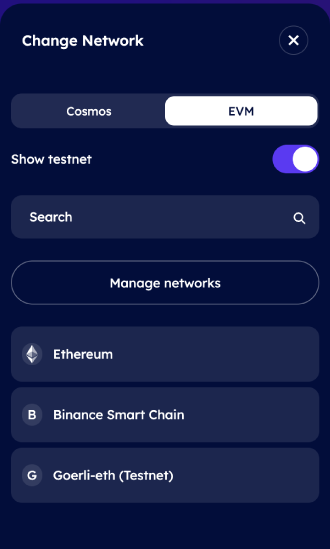 Change Network
Cosmos EVM
Show testnet
Search
Manage networks
Ethereum
B Binance Smart Chain
G Goerli-eth (Testnet)